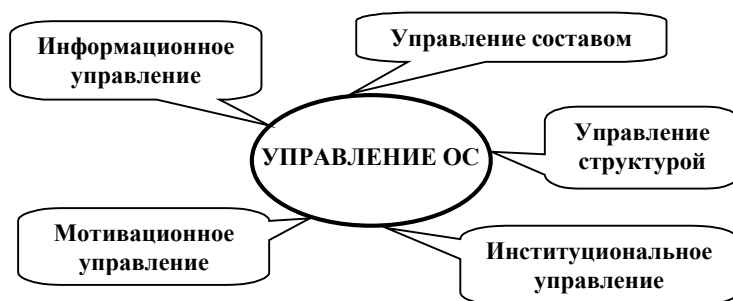 Информационное
управление
Управление составом
УПРАВЛЕНИЕ ОС
Управление
структурой
Мотивационное
управление
Институциональное
управление